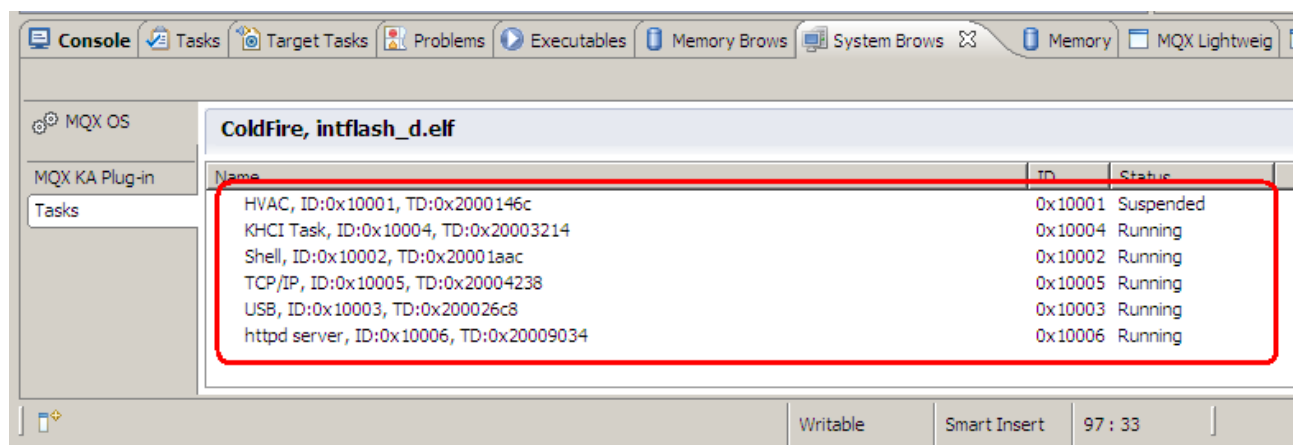 Console Tasks Target Tasks Problems Executables Memory Brows System Brows Memory MQX Lightweig
MQX OS
ColdFire, intflash_d.elf
MQX KA Plug-in
Tasks
Name ID Status
HVAC, ID:0x10001, TD:0x2000146c 0x10001 Suspended
KHCI Task, ID:0x10004, TD:0x20003214 0x10004 Running
Shell, ID:0x10002, TD:0x20001aac 0x10002 Running
TCP/IP, ID:0x10005, TD:0x20004238 0x10005 Running
USB, ID:0x10003, TD:0x200026c8 0x10003 Running
httpd server, ID:0x10006, TD:0x20009034 0x10006 Running
Writable Smart Insert 97 : 33